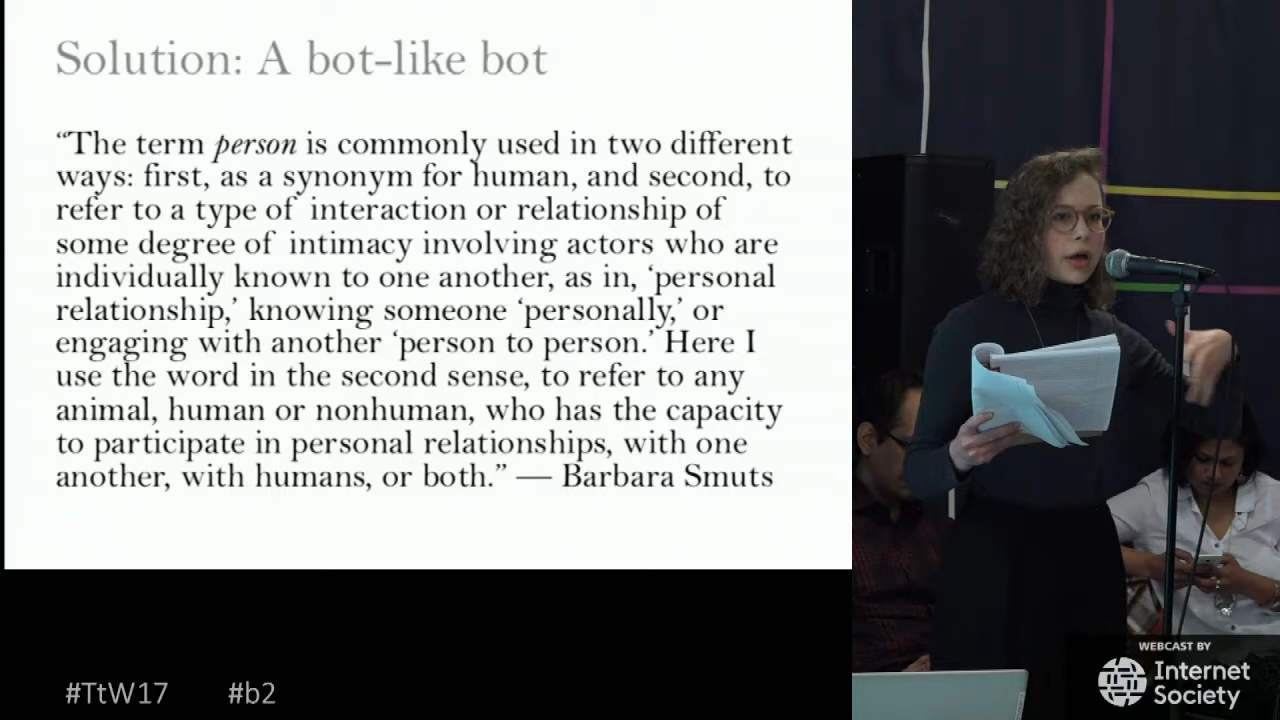 Solution: A bot-like bot
“The term person is commonly used in two different
ways: first, as a synonym for human, and second, to
refer to a type of interaction or relationship of
some degree of intimacy involving actors who are
individually known to one another, as in, ‘personal
relationship,’ knowing someone ‘personally,’ or
engaging with another ‘person to person.’ Here I
use the word in the second sense, to refer to any
animal, human or nonhuman, who has the capacity
to participate in personal relationships, with one
another, with humans, or both.” — Barbara Smuts
#TtW17 #b2
WEBCAST BY
Internet
Society